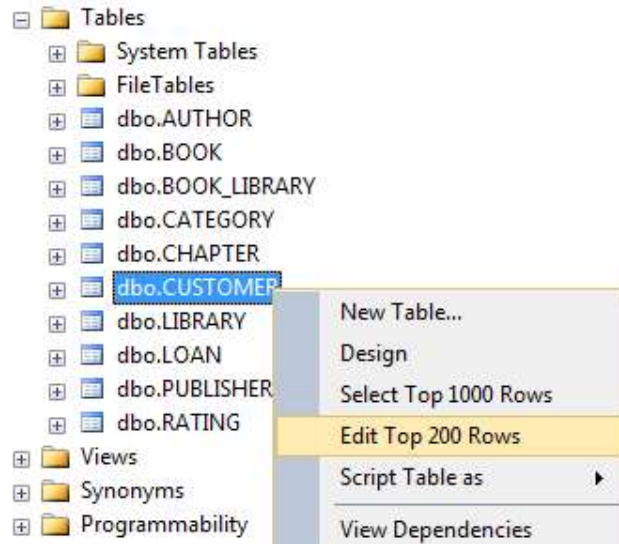 Tables
System Tables
FileTables
dbo.AUTHOR
dbo.BOOK
dbo.BOOK_LIBRARY
dbo.CATEGORY
dbo.CHAPTER
dbo.CUSTOMER
dbo.LIBRARY
dbo.LOAN
dbo.PUBLISHER
dbo.RATING
Views
Synonyms
Programmability
New Table...
Design
Select Top 1000 Rows
Edit Top 200 Rows
Script Table as
View Dependencies